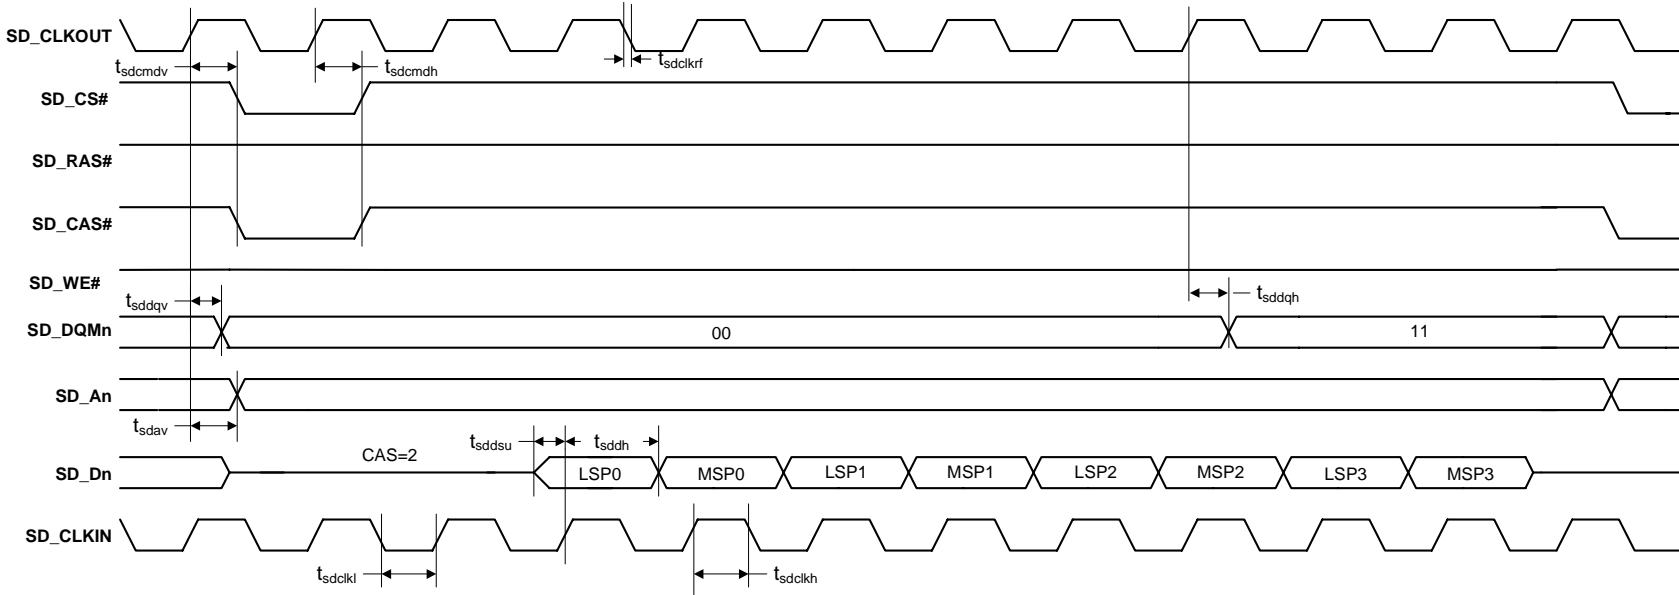 SD_CLKOUT
tsdcmdv
tsdcmdh
tsdclkrf
SD_CS#
SD_RAS#
SD_CAS#
SD_WE#
tsddqv
tsddqh
SD_DQMn
00
11
SD_An
tsdav
tsddsu
tsddh
CAS=2
SD_Dn
LSP0
MSP0
LSP1
MSP1
LSP2
MSP2
LSP3
MSP3
SD_CLKIN
tsdclkl
tsdclkh